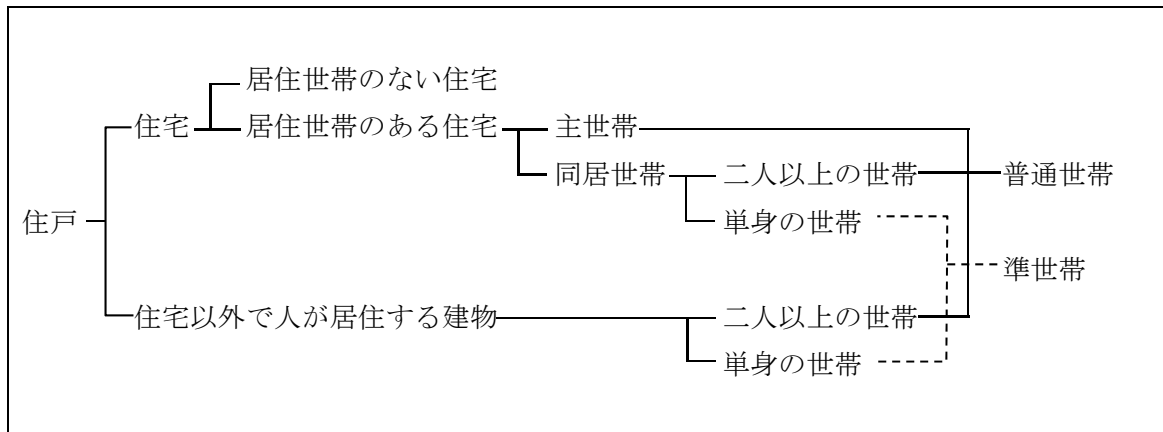 居住世帯のない住宅
住宅 居住世帯のある住宅 主世帯
同居世帯 二人以上の世帯 普通世帯
住戸 単身の世帯
準世帯
住宅以外で人が居住する建物 二人以上の世帯
単身の世帯